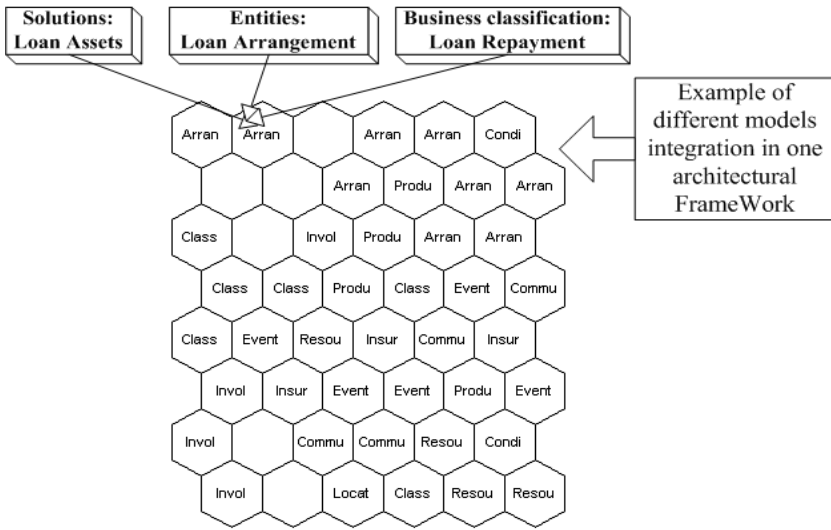 Solutions:
Loan Assets
Entities:
Loan Arrangement
Business classification:
Loan Repayment
Example of
different models
integration in one
architectural
FrameWork
Arran Arran Arran Arran Condi
Arran Produ Arran Arran
Class Invol Produ Arran Arran
Class Class Produ Class Event Commu
Class Event Resou Insur Commu Insur
Invol Insur Event Event Produ Event
Invol Commu Commu Resou Condi
Invol Locat Class Resou Resou